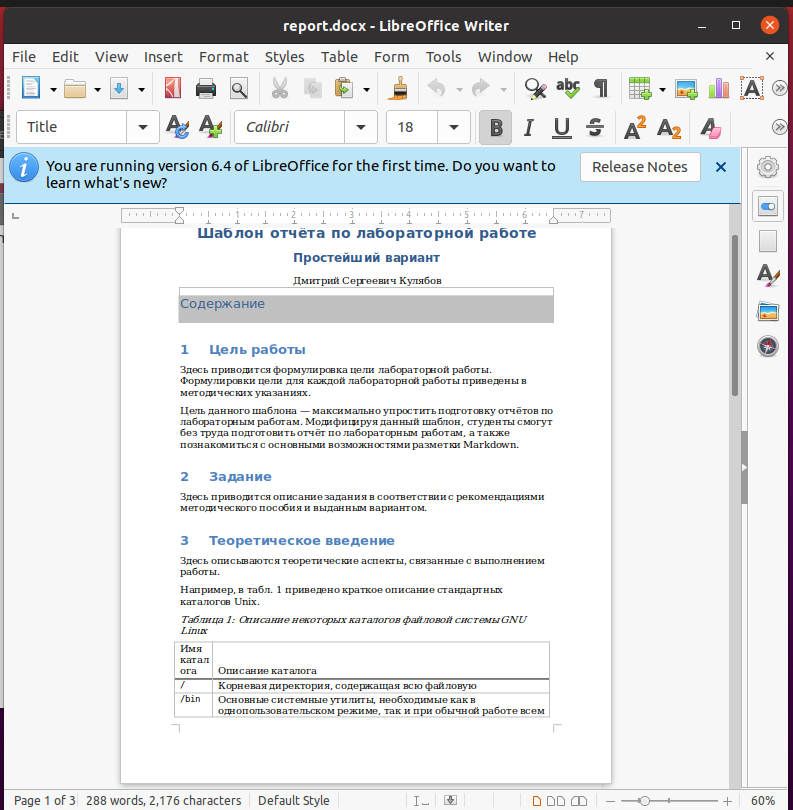 report.docx - LibreOffice Writer
File Edit View Insert Format Styles Table Form Tools Window Help
Title Calibri 18
You are running version 6.4 of LibreOffice for the first time. Do you want to
learn what's new?
Release Notes
1 2 3 4 5 6 7
Шаблон отчёта по лабораторной работе
Простейший вариант
Дмитрий Сергеевич Кулябов
Содержание
1 Цель работы
Здесь приводится формулировка цели лабораторной работы.
Формулировки цели для каждой лабораторной работы приведены в
методических указаниях.
Цель данного шаблона — максимально упростить подготовку отчётов по
лабораторным работам. Модифицируя данный шаблон, студенты смогут
без труда подготовить отчёт по лабораторным работам, а также
познакомиться с основными возможностями разметки Markdown.
2 Задание
Здесь приводится описание задания в соответствии с рекомендациями
методического пособия и выданным вариантом.
3 Теоретическое введение
Здесь описываются теоретические аспекты, связанные с выполнением
работы.
Например, в табл. 1 приведено краткое описание стандартных
каталогов Unix.
Таблица 1: Описание некоторых каталогов файловой системы GNU
Linux
Имя
катал
ога Описание каталога
/ Корневая директория, содержащая всю файловую
/bin Основные системные утилиты, необходимые как в
однопользовательском режиме, так и при обычной работе всем
Page 1 of 3 288 words, 2,176 characters Default Style 60%